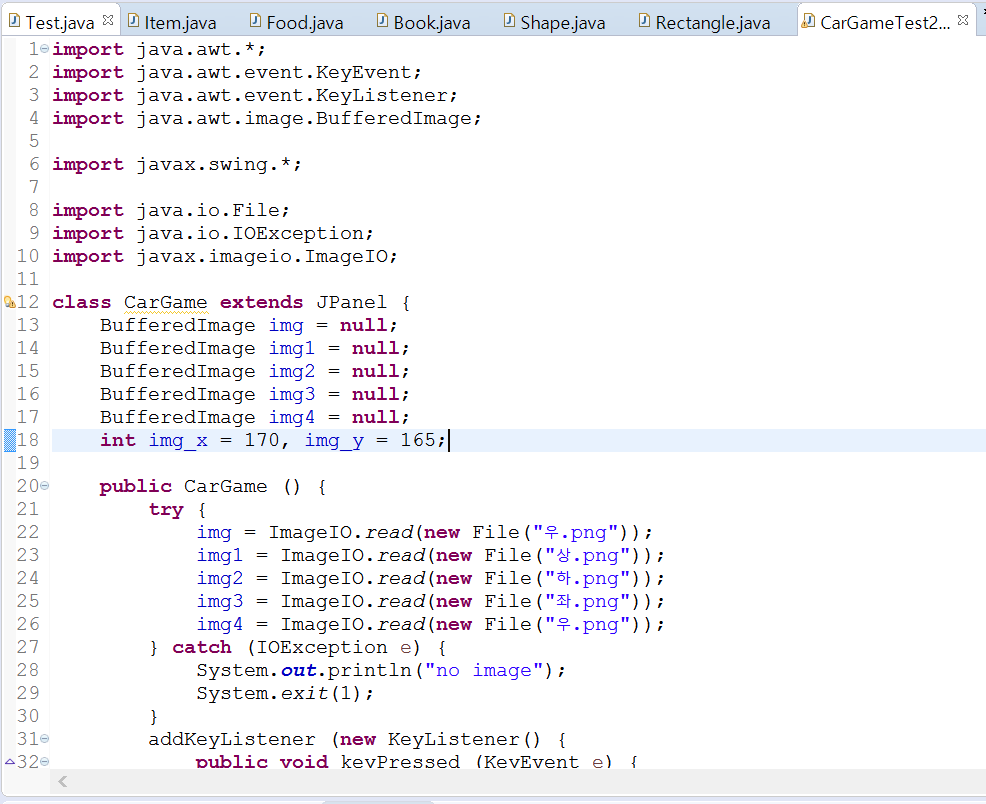 Test.java Item.java Food.java Book.java Shape.java Rectangle.java CarGameTest2...
1 import java.awt.*;
2 import java.awt.event.KeyEvent;
3 import java.awt.event.KeyListener;
4 import java.awt.image.BufferedImage;
5
6 import javax.swing.*;
7
8 import java.io.File;
9 import java.io.IOException;
10 import javax.imageio.ImageIO;
11
12 class CarGame extends JPanel {
13 BufferedImage img = null;
14 BufferedImage img1 = null;
15 BufferedImage img2 = null;
16 BufferedImage img3 = null;
17 BufferedImage img4 = null;
18 int img_x = 170, img_y = 165;
19
20 public CarGame () {
21 try {
22 img = ImageIO.read(new File("우.png"));
23 img1 = ImageIO.read(new File("상.png"));
24 img2 = ImageIO.read(new File("하.png"));
25 img3 = ImageIO.read(new File("좌.png"));
26 img4 = ImageIO.read(new File("우.png"));
27 } catch (IOException e) {
28 System.out.println("no image");
29 System.exit(1);
30 }
31 addKeyListener (new KeyListener() {
32 public void keyPressed (KeyEvent e) {